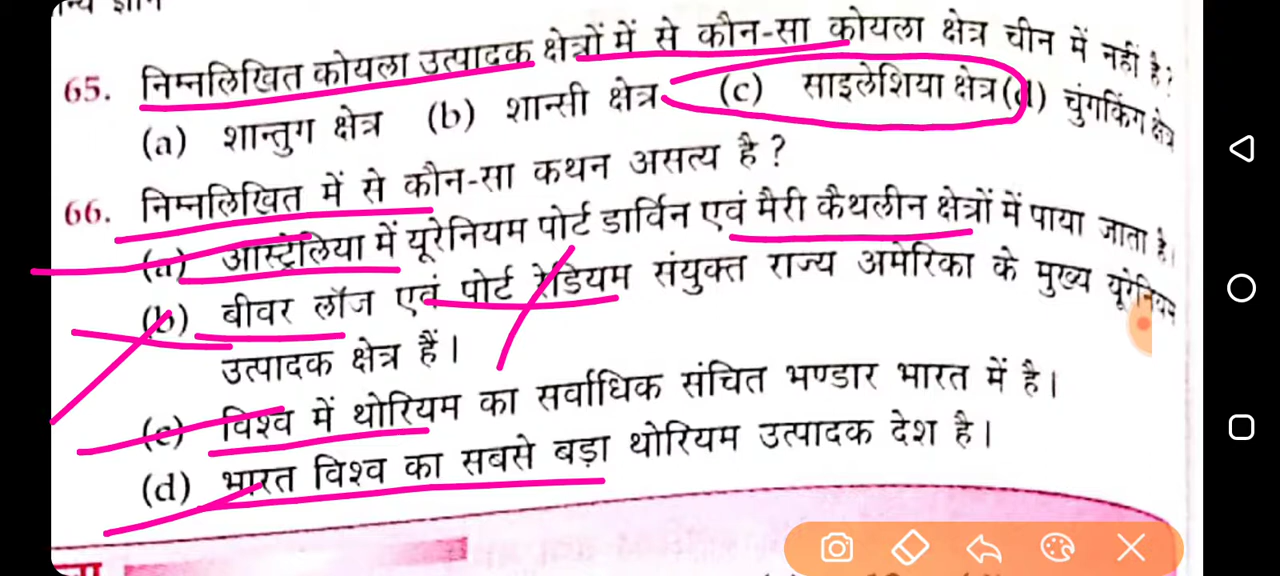 65. निम्नलिखित कोयला उत्पादक क्षेत्रों में से कौन-सा कोयला क्षेत्र चीन में नहीं है?
(a) शान्तुग क्षेत्र (b) शान्सी क्षेत्र (c) साइलेशिया क्षेत्र (d) चुंगकिंग क्षेत्र
66. निम्नलिखित में से कौन-सा कथन असत्य है ?
(a) आस्ट्रेलिया में यूरेनियम पोर्ट डार्विन एवं मैरी कैथलीन क्षेत्रों में पाया जाता है।
(b) बीवर लॉज एवं पोर्ट रेडियम संयुक्त राज्य अमेरिका के मुख्य यूरेनियम
उत्पादक क्षेत्र हैं।
(c) विश्व में थोरियम का सर्वाधिक संचित भण्डार भारत में है।
(d) भारत विश्व का सबसे बड़ा थोरियम उत्पादक देश है।